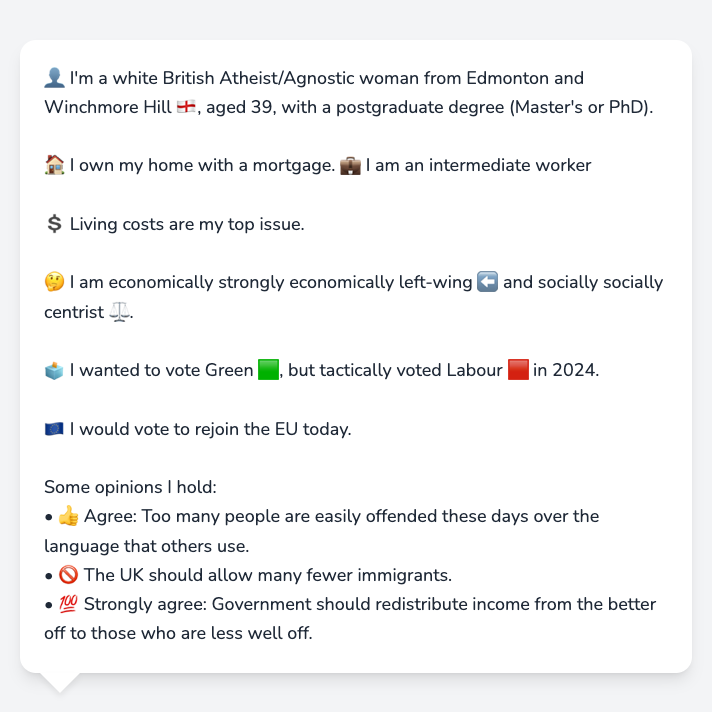 👤 I'm a white British Atheist/Agnostic woman from Edmonton and
Winchmore Hill 🏴󠁧󠁢󠁥󠁮󠁧󠁿, aged 39, with a postgraduate degree (Master's or PhD).
🏠 I own my home with a mortgage. 💼 I am an intermediate worker
💲 Living costs are my top issue.
🤔 I am economically strongly economically left-wing ⬅️ and socially socially
centrist ⚖️.
🗳️ I wanted to vote Green 🟩, but tactically voted Labour 🟥 in 2024.
🇪🇺 I would vote to rejoin the EU today.
Some opinions I hold:
• 👍 Agree: Too many people are easily offended these days over the
language that others use.
• 🚫 The UK should allow many fewer immigrants.
• 💯 Strongly agree: Government should redistribute income from the better
off to those who are less well off.